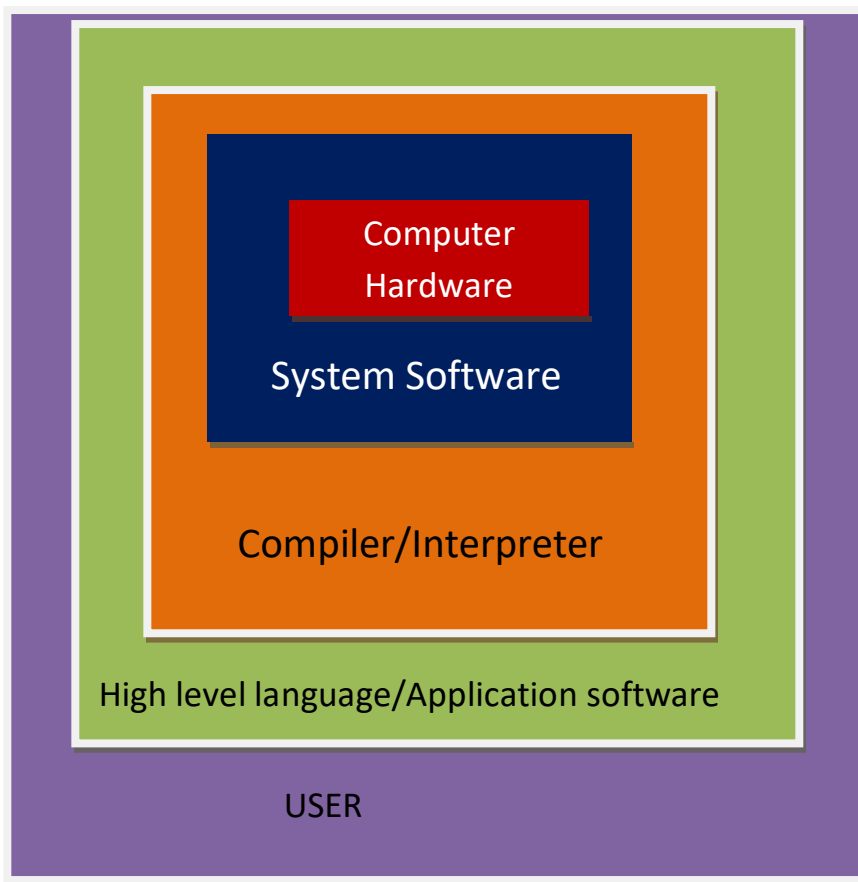 Computer
Hardware
System Software
Compiler/Interpreter
High level language/Application software
USER